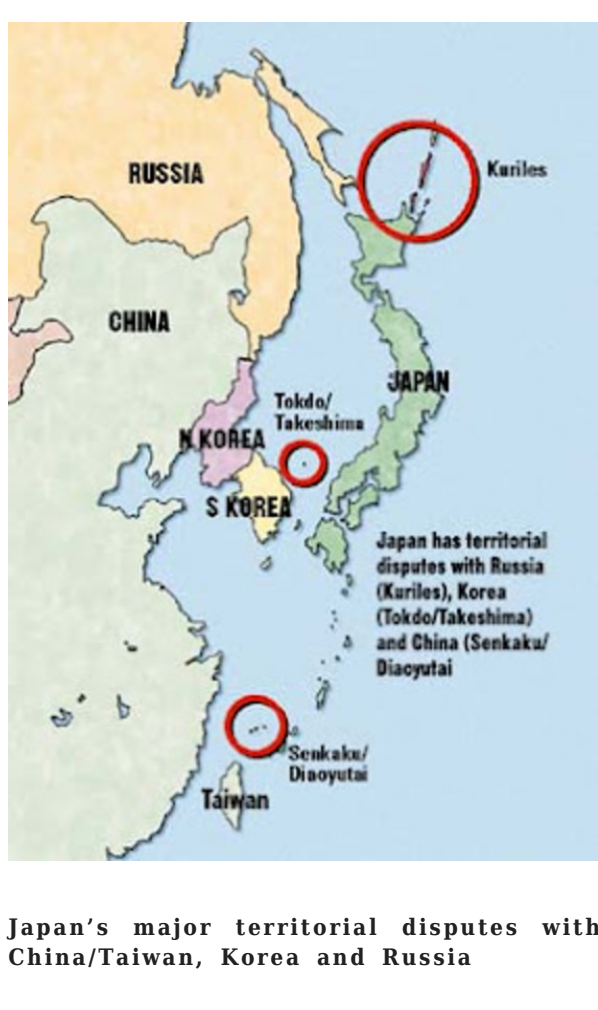 RUSSIA
Kuriles
CHINA
JAPAN
Tokdo/
Takeshima
N KOREA
S KOREA
Japan has territorial
disputes with Russia
(Kuriles), Korea
(Tokdo/Takeshima)
and China (Senkaku/
Diaoyutai
Senkaku/
Diaoyutai
Taiwan
Japan’s major territorial disputes with
China/Taiwan, Korea and Russia